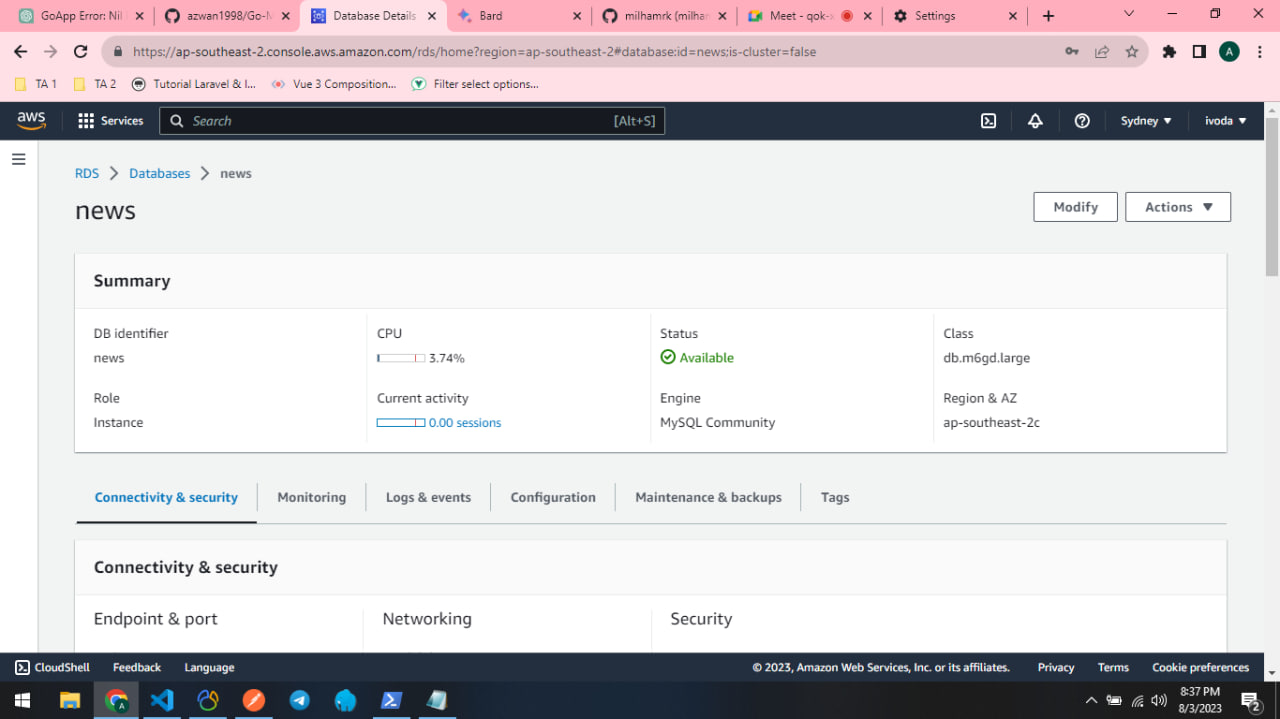 GoApp Error: Nil
azwan1998/Go-M
Database Details
Bard
milhamrk (milham
Meet - qok-
Settings
https://ap-southeast-2.console.aws.amazon.com/rds/home?region=ap-southeast-2#database:id=news;is-cluster=false
A
TA 1
TA 2
Tutorial Laravel & I...
Vue 3 Composition...
Filter select options...
aws
Services
Search
[Alt+S]
Sydney
ivoda
RDS
Databases
news
news
Modify
Actions
Summary
DB identifier
news
CPU
3.74%
Status
Available
Class
db.m6gd.large
Role
Instance
Current activity
0.00 sessions
Engine
MySQL Community
Region & AZ
ap-southeast-2c
Connectivity & security
Monitoring
Logs & events
Configuration
Maintenance & backups
Tags
Connectivity & security
Endpoint & port
Networking
Security
CloudShell
Feedback
Language
© 2023, Amazon Web Services, Inc. or its affiliates.
Privacy
Terms
Cookie preferences
8:37 PM
8/3/2023
2